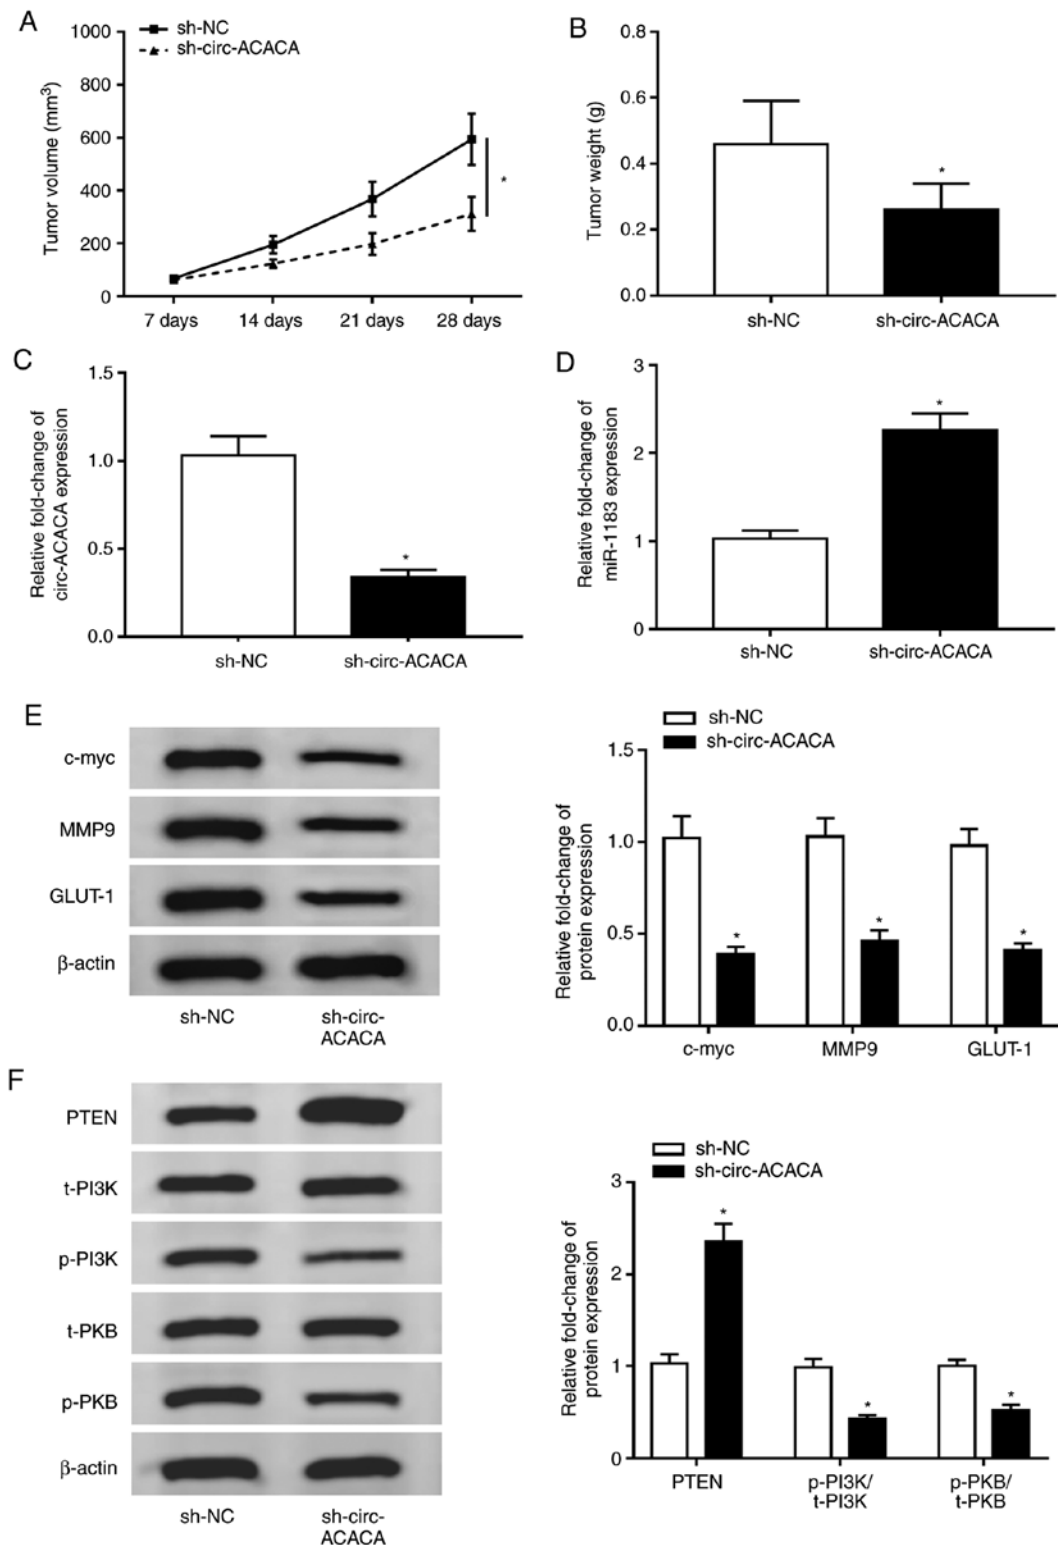 A
sh-NC
sh-circ-ACACA
Tumor volume (mm³)
1000
800
600
400
200
0
*
7 days
14 days
21 days
28 days
B
Tumor weight (g)
0.8
0.6
0.4
0.2
0.0
*
sh-NC
sh-circ-ACACA
C
Relative fold-change of
circ-ACACA expression
1.5
1.0
0.5
0.0
*
sh-NC
sh-circ-ACACA
D
Relative fold-change of
miR-1183 expression
3
2
1
0
*
sh-NC
sh-circ-ACACA
E
c-myc
MMP9
GLUT-1
β-actin
sh-NC
sh-circ-
ACACA
sh-NC
sh-circ-ACACA
Relative fold-change of
protein expression
1.5
1.0
0.5
0.0
*
*
*
c-myc
MMP9
GLUT-1
F
PTEN
t-PI3K
p-PI3K
t-PKB
p-PKB
β-actin
sh-NC
sh-circ-
ACACA
sh-NC
sh-circ-ACACA
Relative fold-change of
protein expression
3
2
1
0
*
*
*
PTEN
p-PI3K/
t-PI3K
p-PKB/
t-PKB